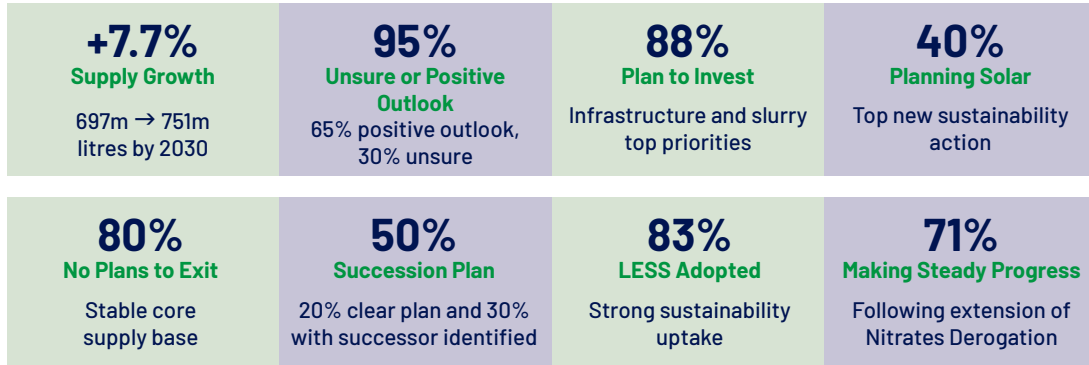 +7.7%
Supply Growth
697m → 751m
litres by 2030
95%
Unsure or Positive
Outlook
65% positive outlook,
30% unsure
88%
Plan to Invest
Infrastructure and slurry
top priorities
40%
Planning Solar
Top new sustainability
action
80%
No Plans to Exit
Stable core
supply base
50%
Succession Plan
20% clear plan and 30%
with successor identified
83%
LESS Adopted
Strong sustainability
uptake
71%
Making Steady Progress
Following extension of
Nitrates Derogation